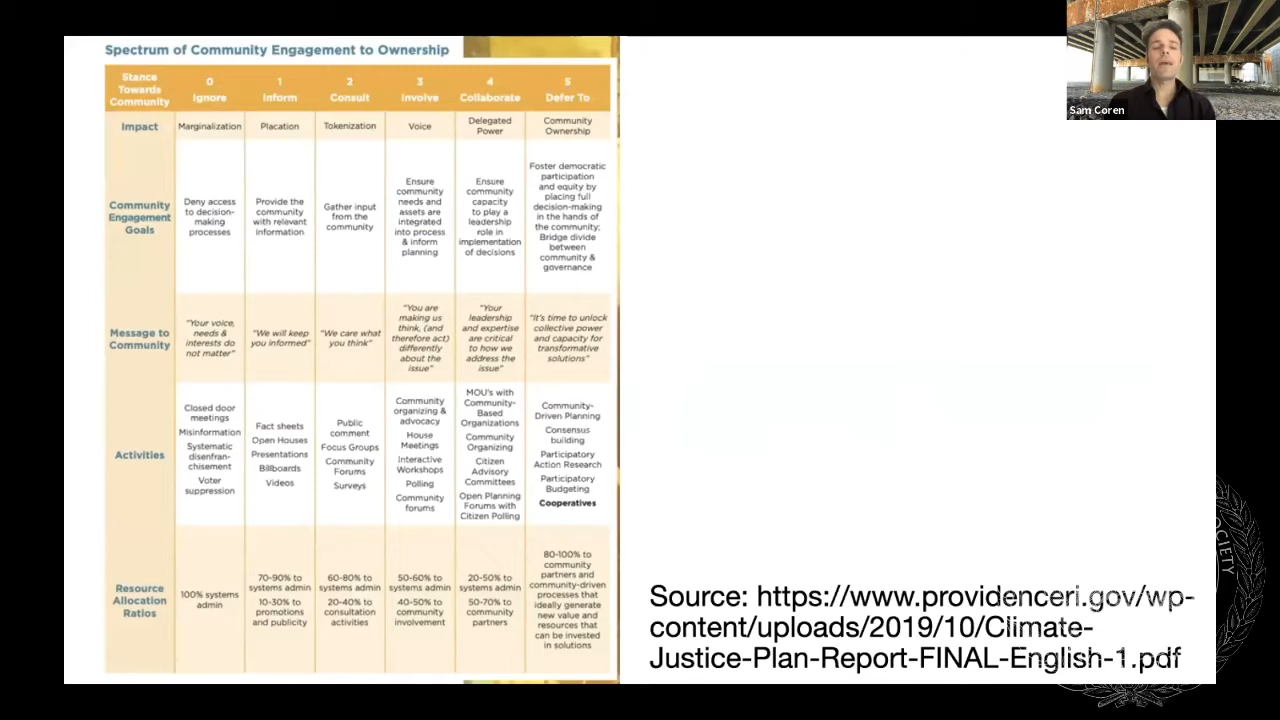 Spectrum of Community Engagement to Ownership
Stance
Towards
Community
0
Ignore
1
Inform
2
Consult
3
Involve
4
Collaborate
5
Defer To
Impact
Marginalization
Placation
Tokenization
Voice
Delegated
Power
Community
Ownership
Community
Engagement
Goals
Deny access
to decision-
making
processes
Provide the
community
with relevant
information
Gather input
from the
community
Ensure
community
needs and
assets are
integrated
into process
& inform
planning
Ensure
community
capacity
to play a
leadership
role in
implementation
of decisions
Foster democratic
participation
and equity by
placing full
decision-making
in the hands of
the community;
Bridge divide
between
community &
governance
Message to
Community
"Your voice,
needs &
interests do
not matter"
"We will keep
you informed"
"We care what
you think"
"You are
making us
think, (and
therefore act)
differently
about the
issue"
"Your
leadership
and expertise
are critical
to how we
address the
issue"
"It's time to unlock
collective power
and capacity for
transformative
solutions"
Activities
Closed door
meetings
Misinformation
Systematic
disenfran-
chisement
Voter
suppression
Fact sheets
Open Houses
Presentations
Billboards
Videos
Public
comment
Focus Groups
Community
Forums
Surveys
Community
organizing &
advocacy
House
Meetings
Interactive
Workshops
Polling
Community
forums
MOU's with
Community-
Based
Organizations
Community
Organizing
Citizen
Advisory
Committees
Open Planning
Forums with
Citizen Polling
Community-
Driven Planning
Consensus
building
Participatory
Action Research
Participatory
Budgeting
Cooperatives
Resource
Allocation
Ratios
100% systems
admin
70-90% to
systems admin
10-30% to
promotions
and publicity
60-80% to
systems admin
20-40% to
consultation
activities
50-60% to
systems admin
40-50% to
community
involvement
20-50% to
systems admin
50-70% to
community
partners
80-100% to
community
partners and
community-driven
processes that
ideally generate
new value and
resources that
can be invested
in solutions
Sam Coren
Source: https://www.providenceri.gov/wp-
content/uploads/2019/10/Climate-
Justice-Plan-Report-FINAL-English-1.pdf
SOCIETY